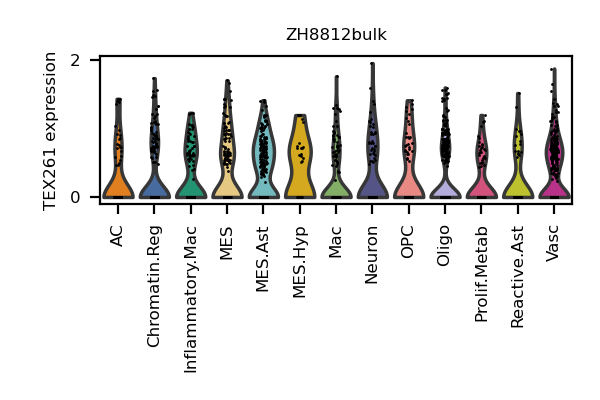 ZH8812bulk
TEX261 expression
2
0
AC
Chromatin.Reg
Inflammatory.Mac
MES
MES.Ast
MES.Hyp
Mac
Neuron
OPC
Oligo
Prolif.Metab
Reactive.Ast
Vasc